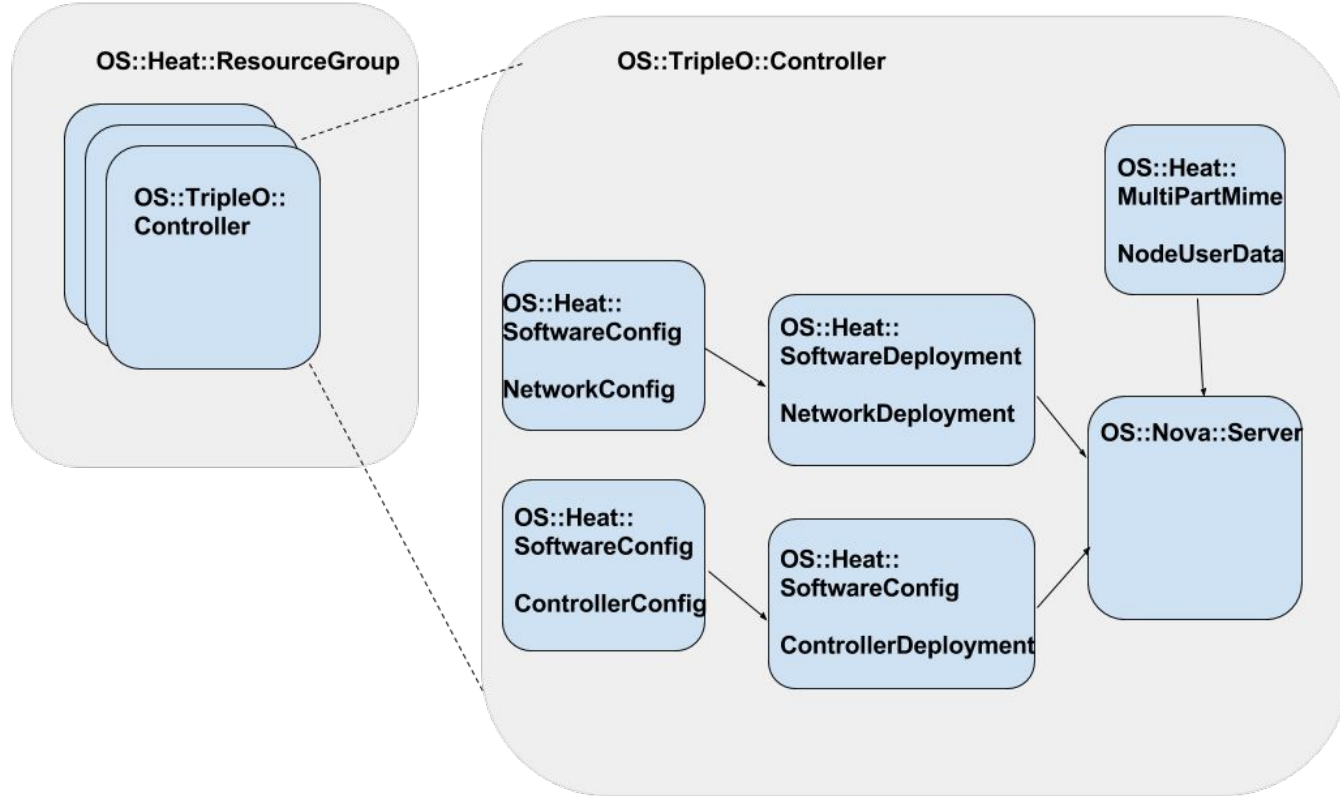 OS::Heat::ResourceGroup
OS::TripleO::
Controller
OS::TripleO::Controller
OS::Heat::
MultiPartMime
NodeUserData
OS::Heat::
SoftwareConfig
NetworkConfig
OS::Heat::
SoftwareDeployment
NetworkDeployment
OS::Nova::Server
OS::Heat::
SoftwareConfig
ControllerConfig
OS::Heat::
SoftwareConfig
ControllerDeployment